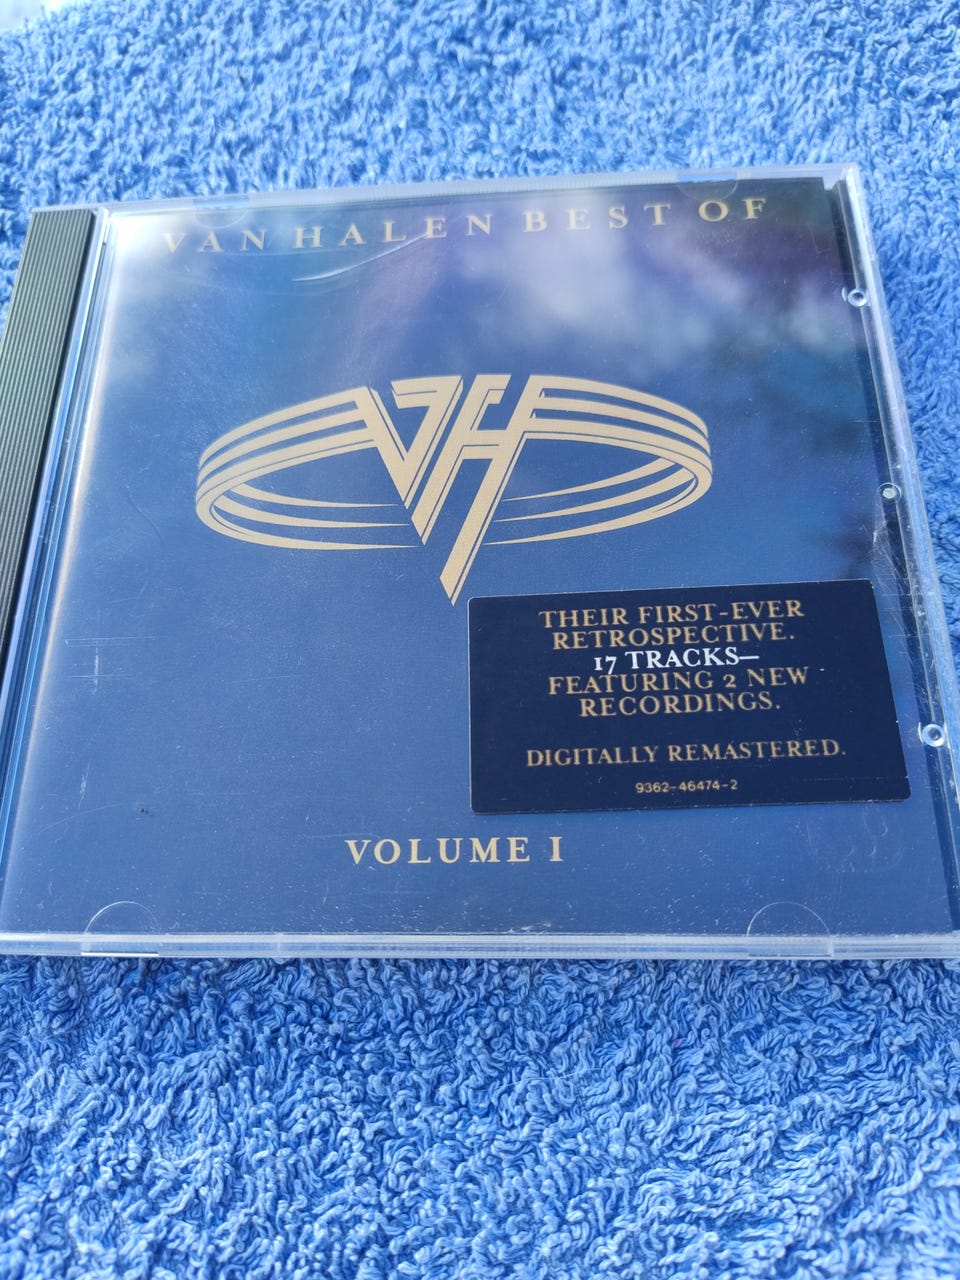 VAN HALEN BEST OF
VH
THEIR FIRST-EVER
RETROSPECTIVE.
17 TRACKS—
FEATURING 2 NEW
RECORDINGS.
DIGITALLY REMASTERED.
9362-46474-2
VOLUME I